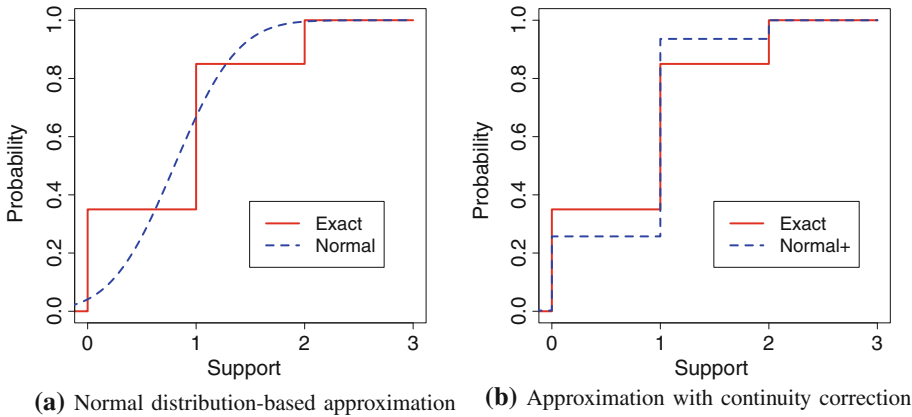 1.0
0.8
0.6
0.4
0.2
0.0
Probability
Exact
Normal
0 1 2 3
Support
(a) Normal distribution-based approximation
1.0
0.8
0.6
0.4
0.2
0.0
Probability
Exact
Normal+
0 1 2 3
Support
(b) Approximation with continuity correction